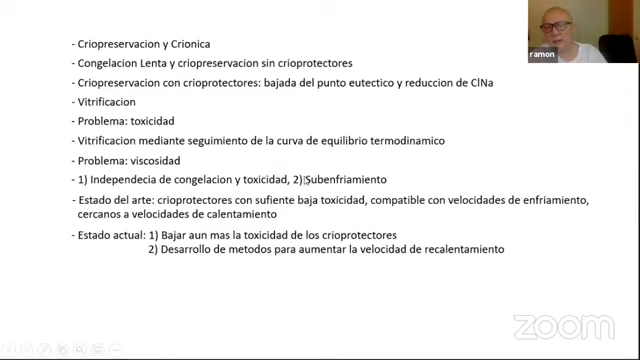 ramon
- Criopreservacion y Crionica
- Congelacion Lenta y criopreservacion sin crioprotectores
- Criopreservacion con crioprotectores: bajada del punto eutectico y reduccion de ClNa
- Vitrificacion
- Problema: toxicidad
- Vitrificacion mediante seguimiento de la curva de equilibrio termodinamico
- Problema: viscosidad
- 1) Independecia de congelacion y toxicidad, 2) Subenfriamiento
- Estado del arte: crioprotectores con sufiente baja toxicidad, compatible con velocidades de enfriamiento,
cercanos a velocidades de calentamiento
- Estado actual: 1) Bajar aun mas la toxicidad de los crioprotectores
2) Desarrollo de metodos para aumentar la velocidad de recalentamiento
zoom